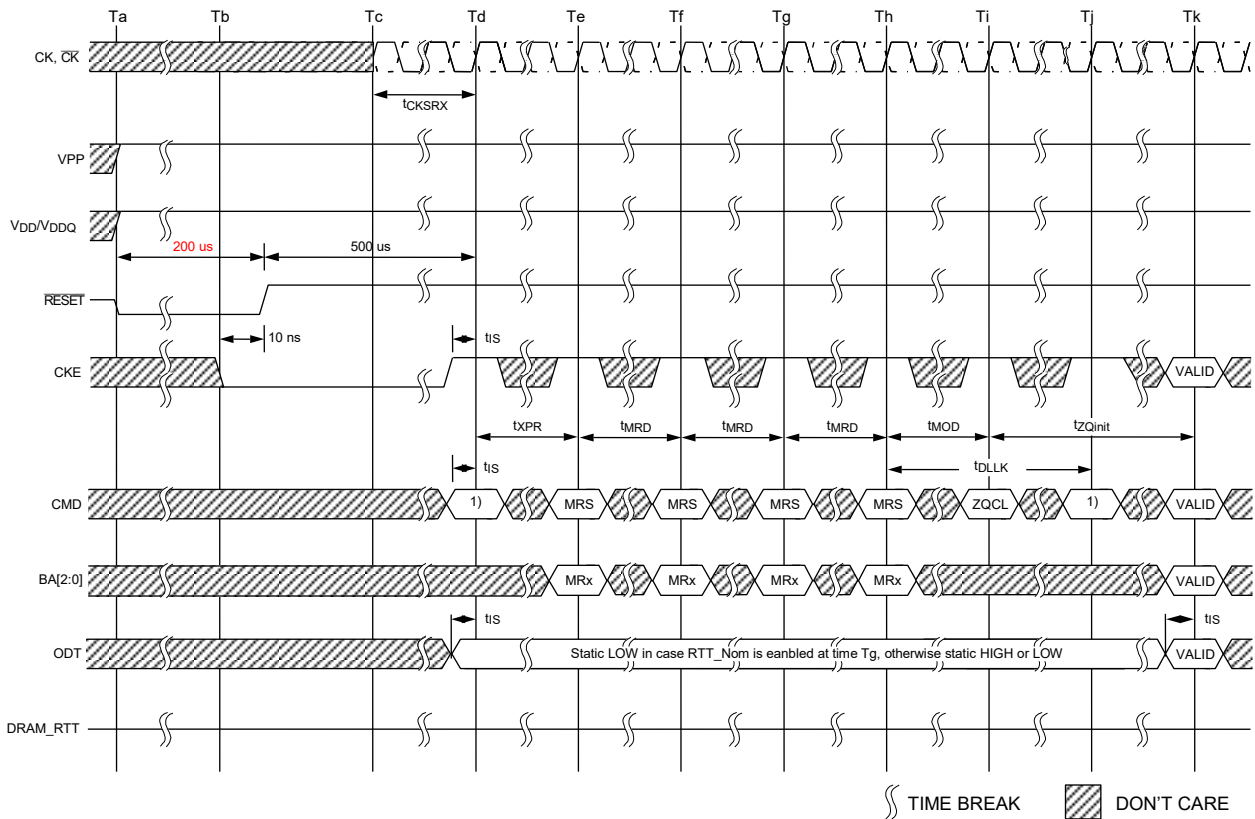 Ta Tb Tc Td Te Tf Tg Th Ti Tj Tk
CK, CK
tCKSRX
VPP
VDD/VDDQ
200 us 500 us
RESET
10 ns tIS
CKE VALID
tXPR tMRD tMRD tMRD tMOD tZQinit
tIS tDLLK
CMD 1) MRS MRS MRS MRS ZQCL 1) VALID
BA[2:0] MRx MRx MRx MRx VALID
tIS tIS
ODT Static LOW in case RTT_Nom is eanbled at time Tg, otherwise static HIGH or LOW VALID
DRAM_RTT
TIME BREAK DON'T CARE